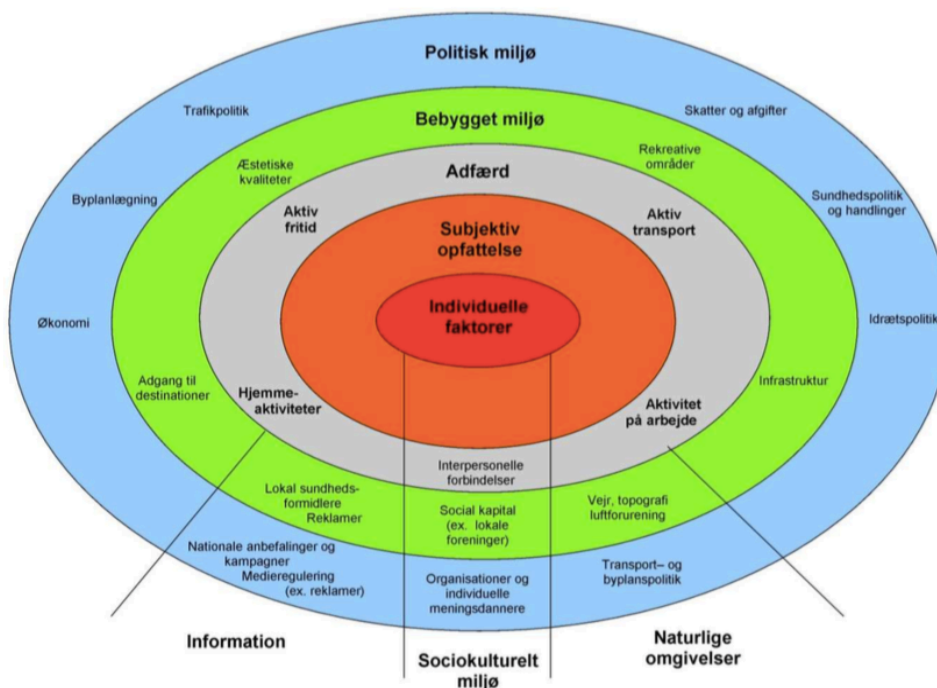 Politisk miljø
Trafikpolitik
Skatter og afgifter
Bebygget miljø
Æstetiske
kvaliteter
Rekreative
områder
Adfærd
Byplanlægning
Sundhedspolitik
og handlinger
Aktiv
fritid
Aktiv
transport
Subjektiv
opfattelse
Individuelle
faktorer
Økonomi
Idrætspolitik
Adgang til
destinationer
Infrastruktur
Hjemme-
aktiviteter
Aktivitet
på arbejde
Interpersonelle
forbindelser
Lokal sundheds-
formidlere
Reklamer
Social kapital
(ex. lokale
foreninger)
Vejr, topografi
luftforurening
Nationale anbefalinger og
kampagner
Medieregulering
(ex. reklamer)
Organisationer og
individuelle
meningsdannere
Transport– og
byplanspolitik
Information
Sociokulturelt
miljø
Naturlige
omgivelser